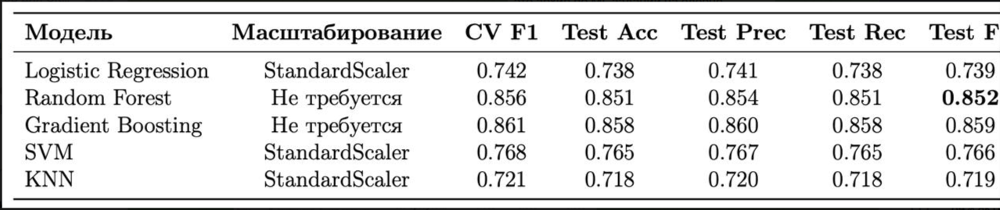 Модель Масштабирование CV F1 Test Acc Test Prec Test Rec Test F
Logistic Regression StandardScaler 0.742 0.738 0.741 0.738 0.739
Random Forest Не требуется 0.856 0.851 0.854 0.851 0.852
Gradient Boosting Не требуется 0.861 0.858 0.860 0.858 0.859
SVM StandardScaler 0.768 0.765 0.767 0.765 0.766
KNN StandardScaler 0.721 0.718 0.720 0.718 0.719